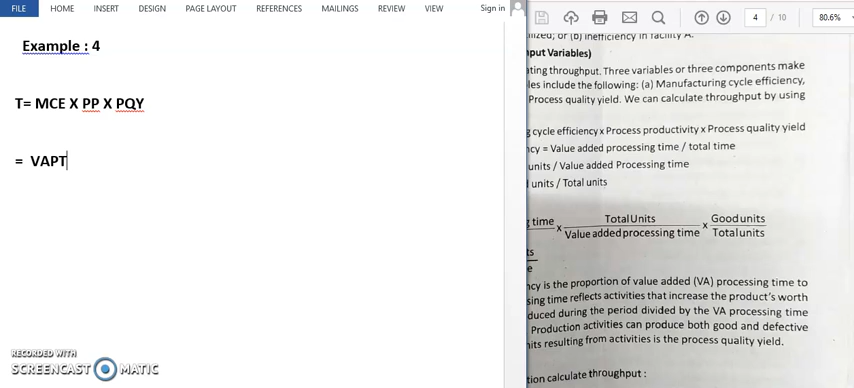 FILE HOME INSERT DESIGN PAGE LAYOUT REFERENCES MAILINGS REVIEW VIEW Sign in
4 / 10 80.6%
Example : 4
T= MCE X PP X PQY
= VAPT
RECORDED WITH
SCREENCAST MATIC
or (b) inefficiency in facility A.
put Variables)
ting throughput. Three variables or three components make
les include the following: (a) Manufacturing cycle efficiency,
Process quality yield. We can calculate throughput by using
cycle efficiency x Process productivity x Process quality yield
ncy = Value added processing time / total time
units / Value added Processing time
units / Total units
time x Total Units x Good units
Value added processing time Total units
ts
e
ncy is the proportion of value added (VA) processing time to
sing time reflects activities that increase the product's worth
duced during the period divided by the VA processing time
Production activities can produce both good and defective
nits resulting from activities is the process quality yield.
tion calculate throughput :